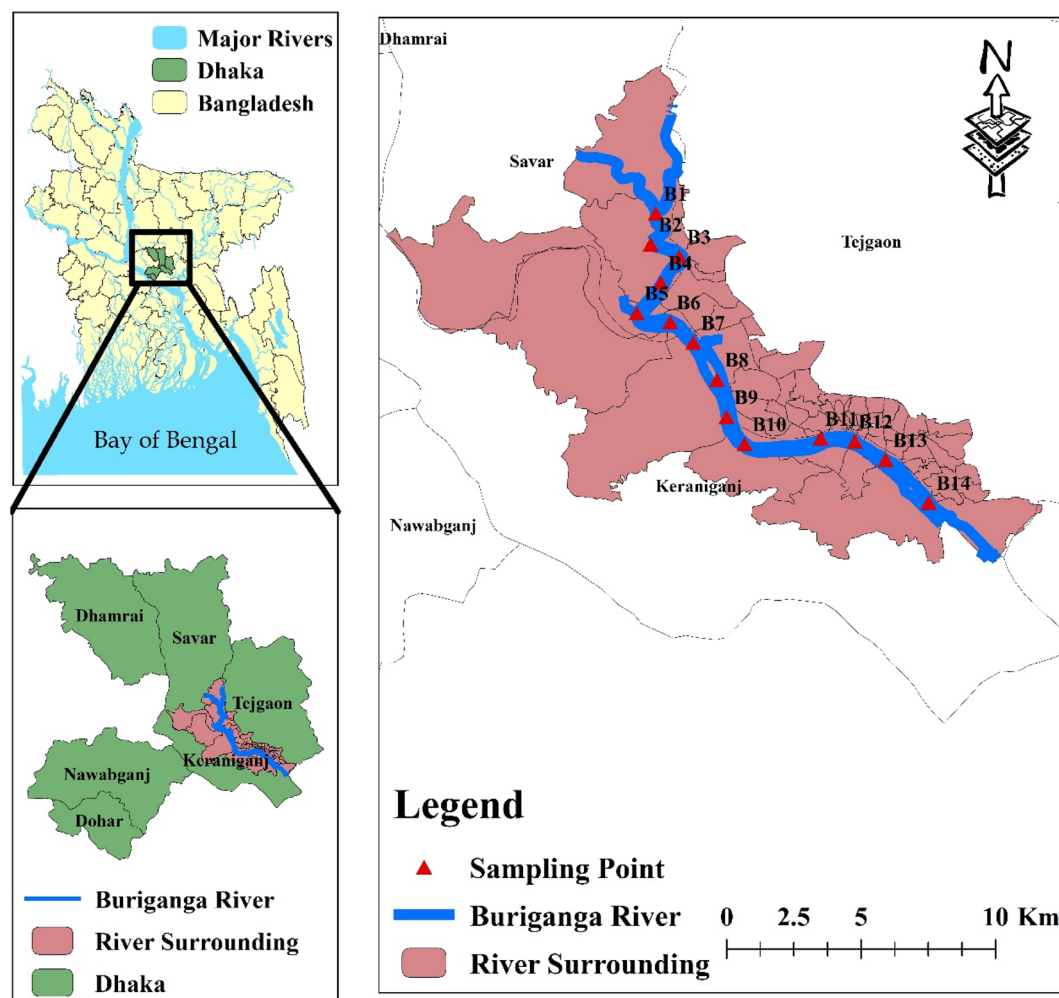 Major Rivers
Dhaka
Bangladesh
Bay of Bengal
Dhamrai
Savar
Tejgaon
Keraniganj
Nawabganj
Dohar
Buriganga River
River Surrounding
Dhaka
Dhamrai
N
Savar
B1
B2
B3
Tejgaon
B4
B5
B6
B7
B8
B9
B10
B11
B12
B13
B14
Keraniganj
Nawabganj
Legend
Sampling Point
Buriganga River
River Surrounding
0 2.5 5 10 Km